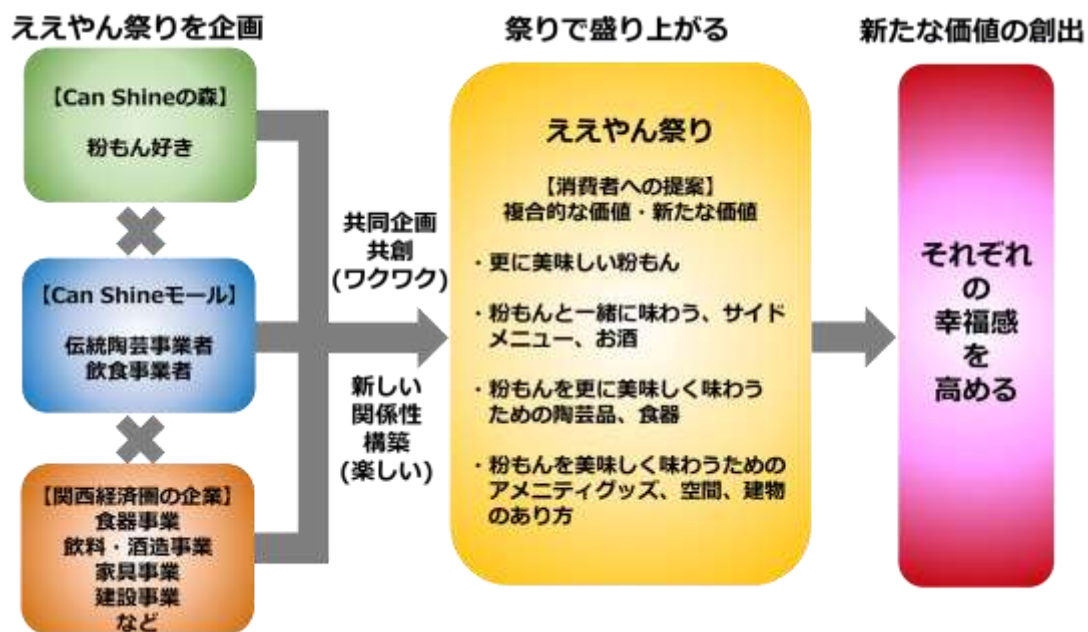 ええやん祭りを企画
【Can Shineの森】
粉もん好き
【Can Shineモール】
伝統陶芸事業者
飲食事業者
【関西経済圏の企業】
食器事業
飲料・酒造事業
家具事業
建設事業
など
共同企画
共創
(ワクワク)
新しい
関係性
構築
(楽しい)
祭りで盛り上がる
ええやん祭り
【消費者への提案】
複合的な価値・新たな価値
・更に美味しい粉もん
・粉もんと一緒に味わう、サイド
メニュー、お酒
・粉もんを更に美味しく味わう
ための陶芸品、食器
・粉もんを美味しく味わうための
アメニティグッズ、空間、建物
のあり方
新たな価値の創出
それぞれ
の
幸福感
を
高める